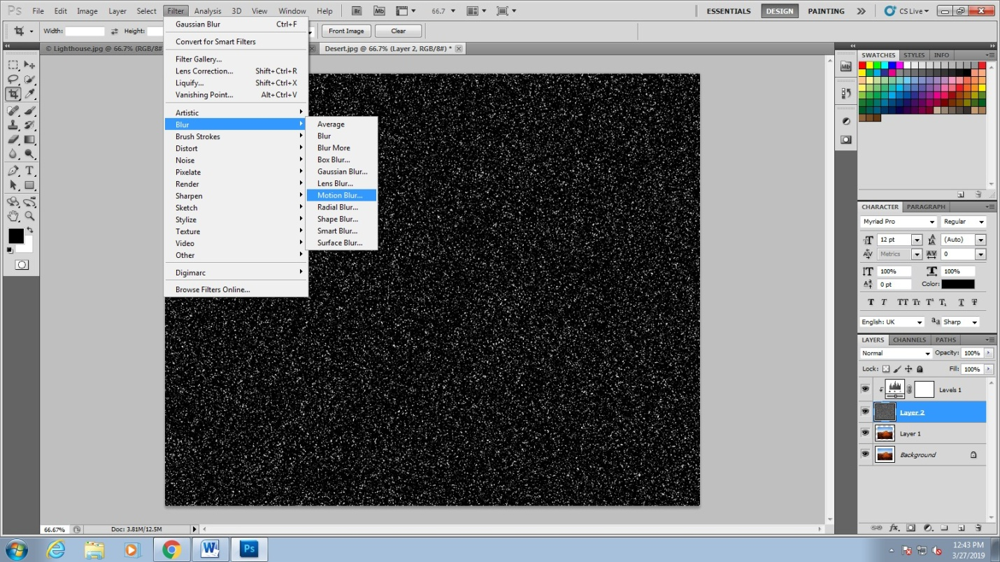 Ps File Edit Image Layer Select Filter Analysis 3D View Window Help Br Mb 66.7 ESSENTIALS DESIGN PAINTING CS Live
Width: Height: Front Image Clear
© Lighthouse.jpg @ 66.7% (RGB/8# Desert.jpg @ 66.7% (Layer 2, RGB/8#) *
Gaussian Blur Ctrl+F
Convert for Smart Filters
Filter Gallery...
Lens Correction... Shift+Ctrl+R
Liquify... Shift+Ctrl+X
Vanishing Point... Alt+Ctrl+V
Artistic
Blur
Brush Strokes
Distort
Noise
Pixelate
Render
Sharpen
Sketch
Stylize
Texture
Video
Other
Digimarc
Browse Filters Online...
Average
Blur
Blur More
Box Blur...
Gaussian Blur...
Lens Blur...
Motion Blur...
Radial Blur...
Shape Blur...
Smart Blur...
Surface Blur...
Mb
SWATCHES STYLES INFO
CHARACTER PARAGRAPH
Myriad Pro Regular
12 pt (Auto)
Metrics 0
100% 100%
0 pt Color:
T T TT Tr T¹ T₁ T T
English: UK aa Sharp
LAYERS CHANNELS PATHS
Normal Opacity: 100%
Lock: Fill: 100%
Levels 1
Layer 2
Layer 1
Background
66.67% Doc: 3.81M/12.5M
W Ps
12:43 PM
3/27/2019